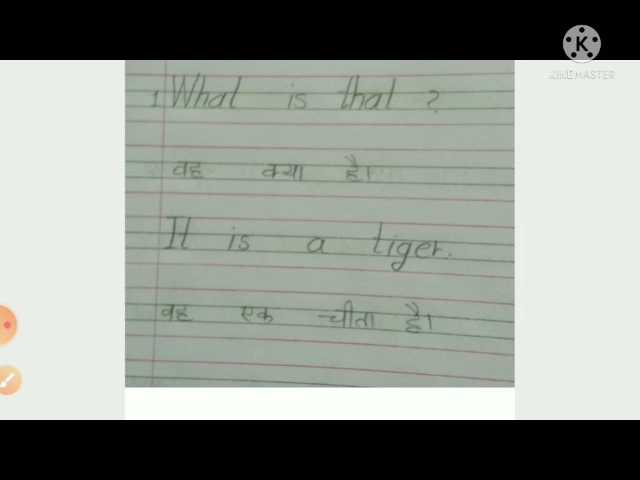 K
KINEMASTER
1 What is that ?
वह क्या है।
It is a tiger.
वह एक चीता है।